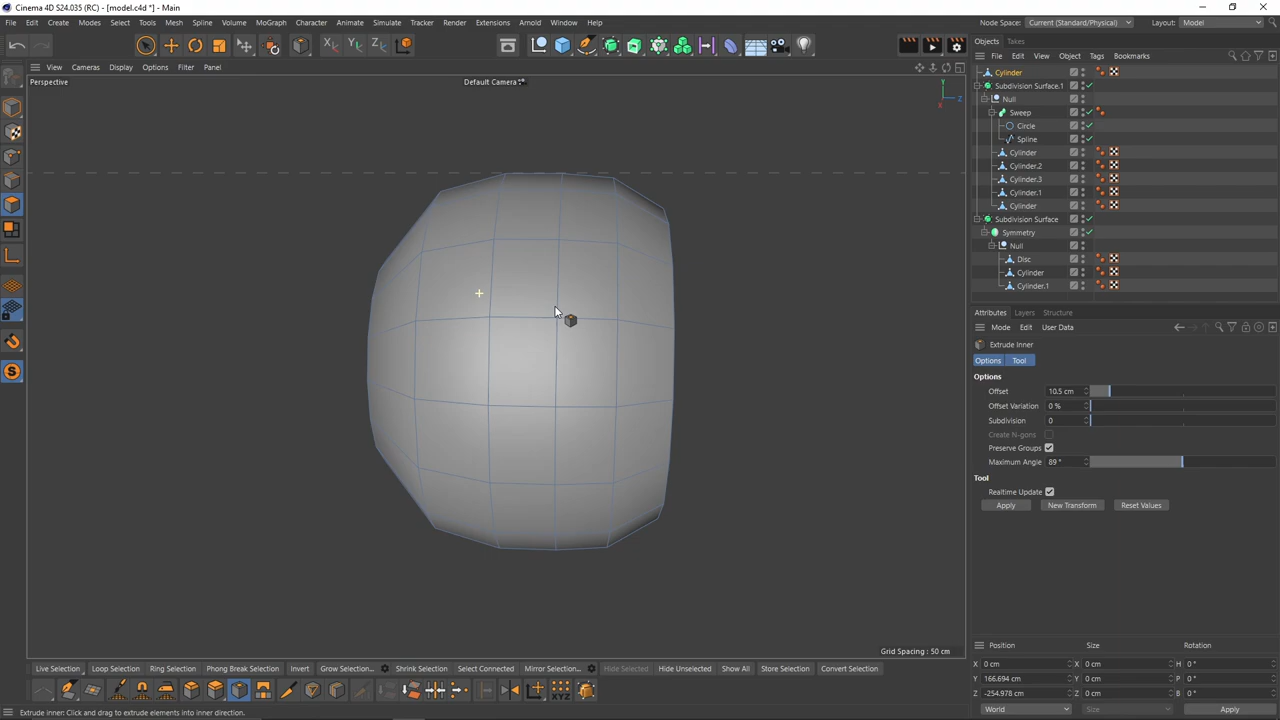 Cinema 4D S24.035 (RC) - [model.c4d *] - Main
File Edit Create Modes Select Tools Mesh Spline Volume MoGraph Character Animate Simulate Tracker Render Extensions Arnold Window Help Node Space: Current (Standard/Physical) Layout: Model
Objects Takes
File Edit View Object Tags Bookmarks
View Cameras Display Options Filter Panel
Perspective Default Camera
Y
Z
X
Cylinder
Subdivision Surface.1
Null
Sweep
Circle
Spline
Cylinder
Cylinder.2
Cylinder.3
Cylinder.1
Cylinder
Subdivision Surface
Symmetry
Null
Disc
Cylinder
Cylinder.1
Attributes Layers Structure
Mode Edit User Data
Extrude Inner
Options Tool
Options
Offset 10.5 cm
Offset Variation 0 %
Subdivision 0
Create N-gons
Preserve Groups
Maximum Angle 89 °
Tool
Realtime Update
Apply New Transform Reset Values
Grid Spacing : 50 cm
Position Size Rotation
X 0 cm X 0 cm H 0 °
Y 166.694 cm Y 0 cm P 0 °
Z -254.978 cm Z 0 cm B 0 °
World Size Apply
Live Selection Loop Selection Ring Selection Phong Break Selection Invert Grow Selection... Shrink Selection Select Connected Mirror Selection... Hide Selected Hide Unselected Show All Store Selection Convert Selection
Extrude Inner: Click and drag to extrude elements into inner direction.